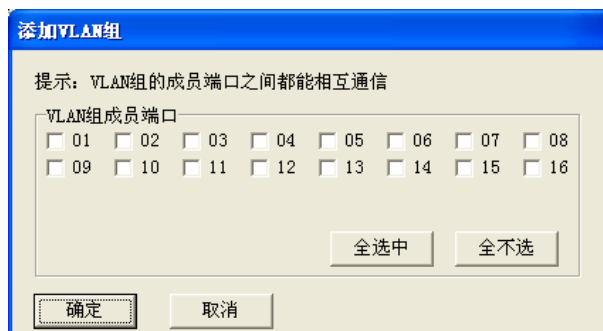 添加VLAN组
提示：VLAN组的成员端口之间都能相互通信
VLAN组成员端口
01 02 03 04 05 06 07 08
09 10 11 12 13 14 15 16
全选中 全不选
确定 取消